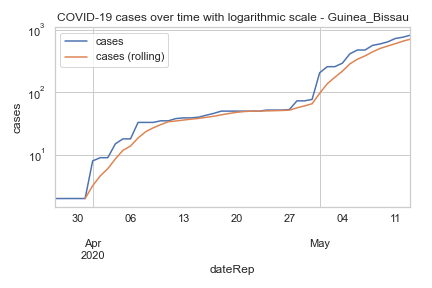 COVID-19 cases over time with logarithmic scale - Guinea_Bissau
cases
cases (rolling)
10³
10²
10¹
cases
30 06 13 20 27 04 11
Apr May
2020
dateRep